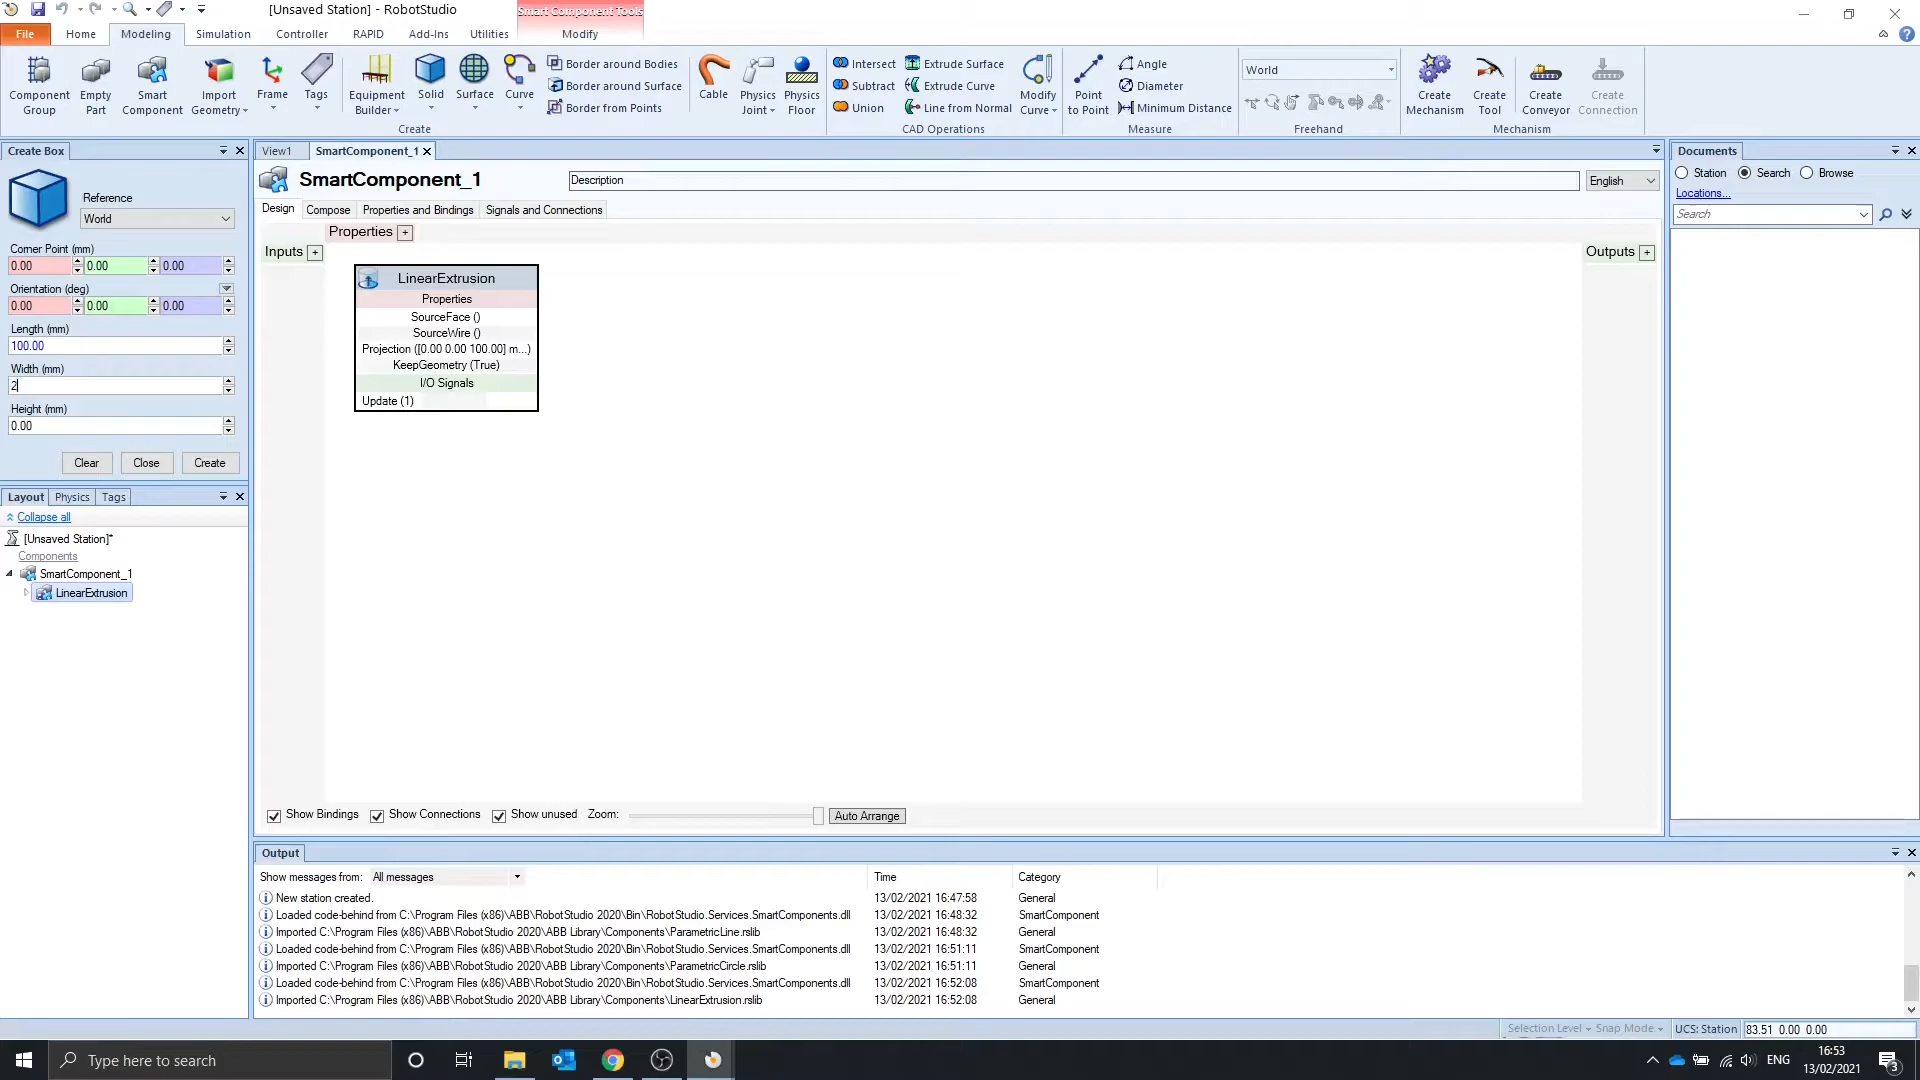 [Unsaved Station] - RobotStudio
Smart Component Tools
File Home Modeling Simulation Controller RAPID Add-Ins Utilities Modify
Component Group
Empty Part
Smart Component
Import Geometry
Frame
Tags
Equipment Builder
Solid
Surface
Curve
Border around Bodies
Border around Surface
Border from Points
Create
Cable
Physics Joint
Physics Floor
Intersect
Subtract
Union
Extrude Surface
Extrude Curve
Line from Normal
Modify Curve
CAD Operations
Point to Point
Angle
Diameter
Minimum Distance
Measure
World
Freehand
Create Mechanism
Create Tool
Create Conveyor
Create Connection
Mechanism
Create Box
Reference
World
Corner Point (mm)
0.00 0.00 0.00
Orientation (deg)
0.00 0.00 0.00
Length (mm)
100.00
Width (mm)
2
Height (mm)
0.00
Clear Close Create
Layout Physics Tags
Collapse all
[Unsaved Station]*
Components
SmartComponent_1
LinearExtrusion
View1 SmartComponent_1
SmartComponent_1
Description
English
Design Compose Properties and Bindings Signals and Connections
Properties +
Inputs +
Outputs +
LinearExtrusion
Properties
SourceFace ()
SourceWire ()
Projection ([0.00 0.00 100.00] m...)
KeepGeometry (True)
I/O Signals
Update (1)
Show Bindings Show Connections Show unused Zoom: Auto Arrange
Documents
Station Search Browse
Locations...
Search
Output
Show messages from: All messages Time Category
New station created. 13/02/2021 16:47:58 General
Loaded code-behind from C:\Program Files (x86)\ABB\RobotStudio 2020\Bin\RobotStudio.Services.SmartComponents.dll 13/02/2021 16:48:32 SmartComponent
Imported C:\Program Files (x86)\ABB\RobotStudio 2020\ABB Library\Components\ParametricLine.rslib 13/02/2021 16:48:32 General
Loaded code-behind from C:\Program Files (x86)\ABB\RobotStudio 2020\Bin\RobotStudio.Services.SmartComponents.dll 13/02/2021 16:51:11 SmartComponent
Imported C:\Program Files (x86)\ABB\RobotStudio 2020\ABB Library\Components\ParametricCircle.rslib 13/02/2021 16:51:11 General
Loaded code-behind from C:\Program Files (x86)\ABB\RobotStudio 2020\Bin\RobotStudio.Services.SmartComponents.dll 13/02/2021 16:52:08 SmartComponent
Imported C:\Program Files (x86)\ABB\RobotStudio 2020\ABB Library\Components\LinearExtrusion.rslib 13/02/2021 16:52:08 General
Selection Level Snap Mode UCS: Station 83.51 0.00 0.00
Type here to search
ENG
16:53
13/02/2021
3